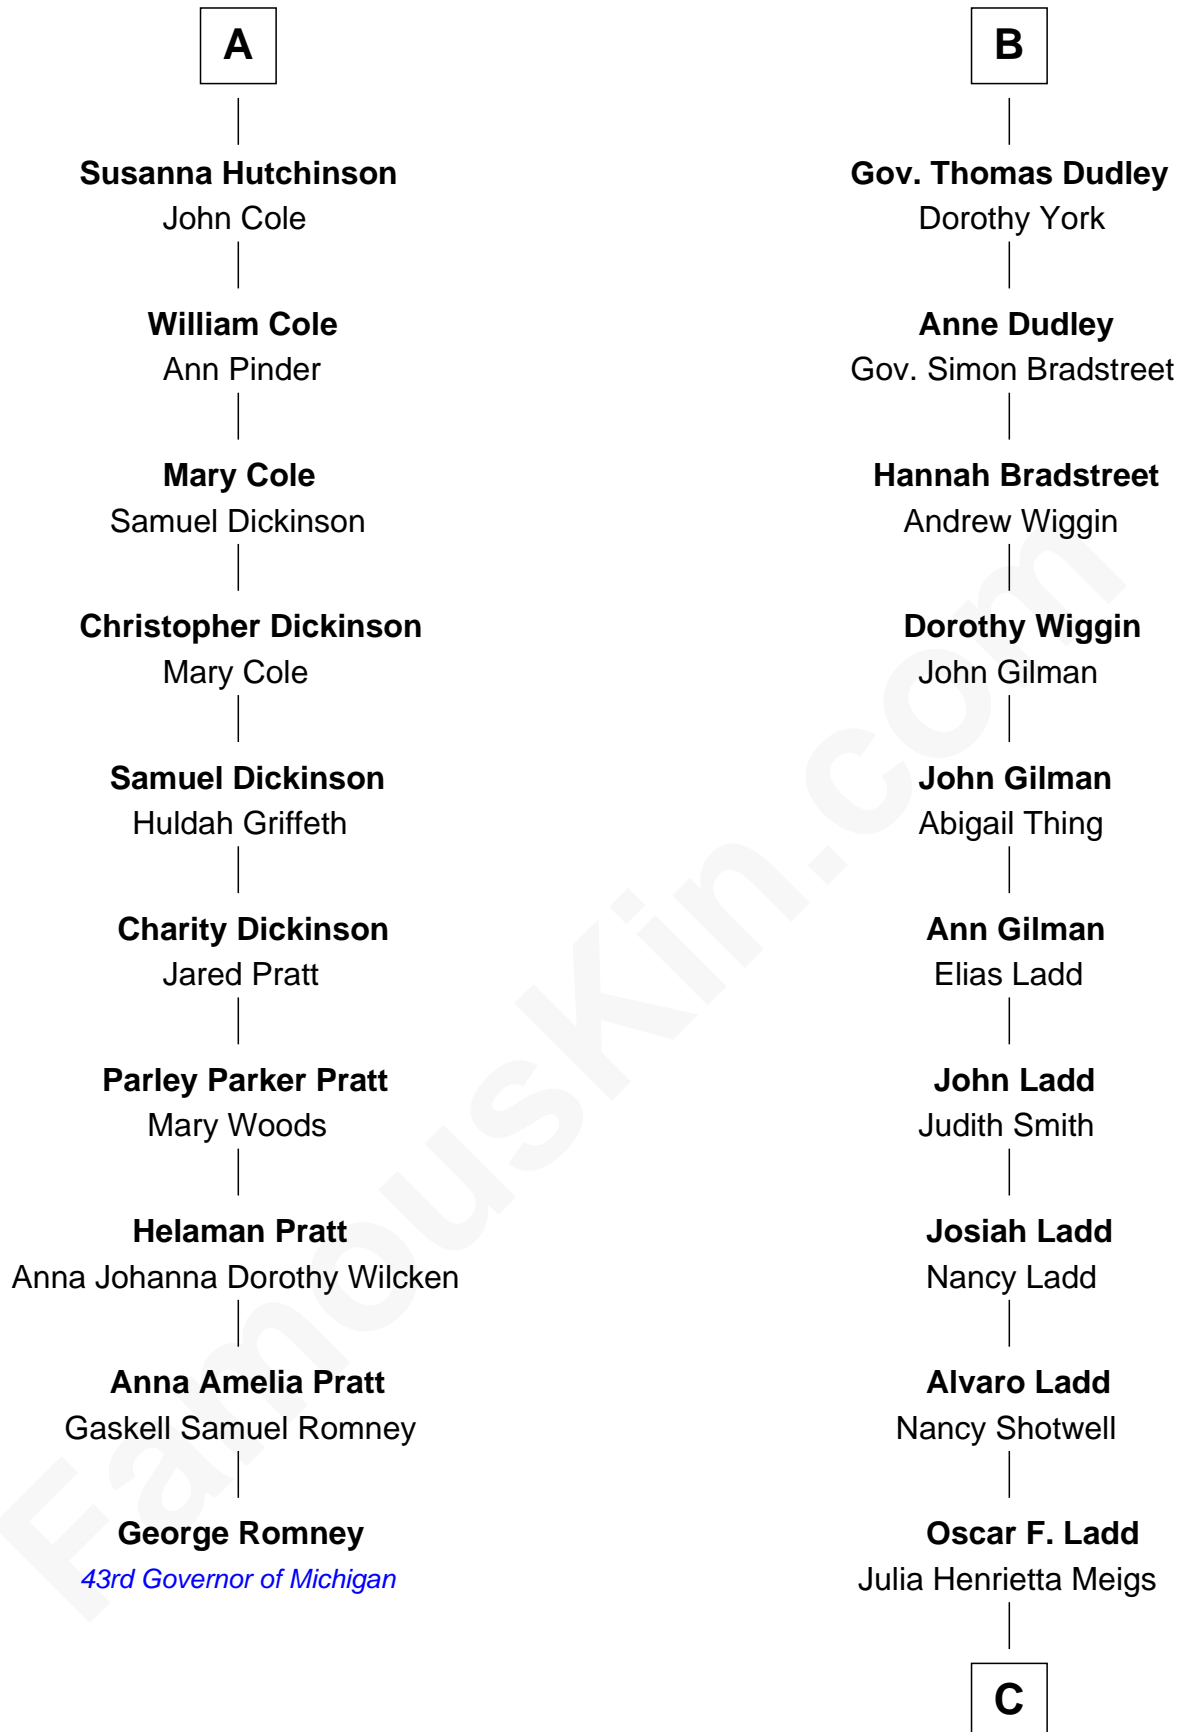 A
Susanna Hutchinson
John Cole
William Cole
Ann Pinder
Mary Cole
Samuel Dickinson
Christopher Dickinson
Mary Cole
Samuel Dickinson
Huldah Griffeth
Charity Dickinson
Jared Pratt
Parley Parker Pratt
Mary Woods
Helaman Pratt
Anna Johanna Dorothy Wilcken
Anna Amelia Pratt
Gaskell Samuel Romney
George Romney
43rd Governor of Michigan
B
Gov. Thomas Dudley
Dorothy York
Anne Dudley
Gov. Simon Bradstreet
Hannah Bradstreet
Andrew Wiggin
Dorothy Wiggin
John Gilman
John Gilman
Abigail Thing
Ann Gilman
Elias Ladd
John Ladd
Judith Smith
Josiah Ladd
Nancy Ladd
Alvaro Ladd
Nancy Shotwell
Oscar F. Ladd
Julia Henrietta Meigs
C
FamousKin.com